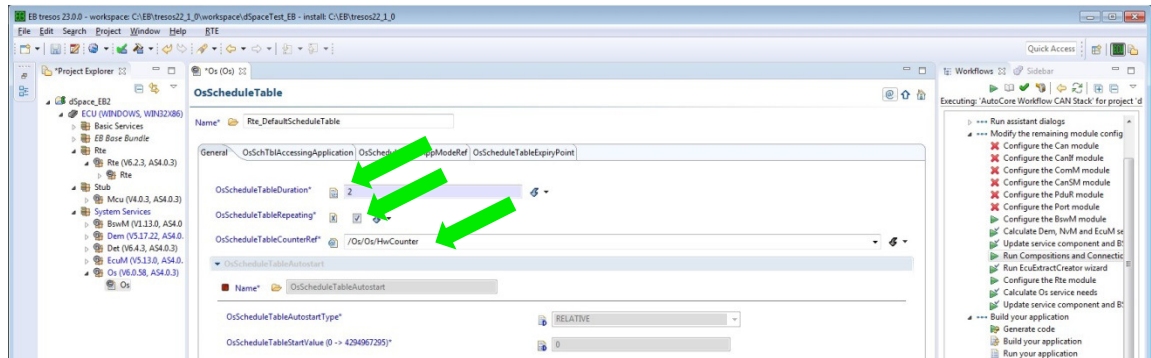 EB tresos 23.0.0 - workspace: C:\EB\tresos22_1_0\workspace\dSpaceTest_EB - install: C:\EB\tresos22_1_0
File Edit Search Project Window Help RTE
Quick Access
*Project Explorer
dSpace_EB2
ECU (WINDOWS, WIN32X86)
Basic Services
EB Base Bundle
Rte
Rte (V6.2.3, AS4.0.3)
Rte
Stub
Mcu (V4.0.3, AS4.0.3)
System Services
BswM (V1.13.0, AS4.0
Dem (V5.17.22, AS4.0.
Det (V6.4.3, AS4.0.3)
EcuM (V5.13.0, AS4.0.
Os (V6.0.58, AS4.0.3)
Os
*Os (Os)
OsScheduleTable
Name* Rte_DefaultScheduleTable
General OsSchTblAccessingApplication OsSchedu ppModeRef OsScheduleTableExpiryPoint
OsScheduleTableDuration* 2
OsScheduleTableRepeating*
OsScheduleTableCounterRef* /Os/Os/HwCounter
OsScheduleTableAutostart
Name* OsScheduleTableAutostart
OsScheduleTableAutostartType* RELATIVE
OsScheduleTableStartValue (0 -> 4294967295)* 0
Workflows Sidebar
Executing: 'AutoCore Workflow CAN Stack' for project 'd
Run assistant dialogs
Modify the remaining module config
Configure the Can module
Configure the CanIf module
Configure the ComM module
Configure the CanSM module
Configure the PduR module
Configure the Port module
Configure the BswM module
Calculate Dem, NvM and EcuM se
Update service component and B
Run Compositions and Connectic
Run EcuExtractCreator wizard
Configure the Rte module
Calculate Os service needs
Update service component and B
Build your application
Generate code
Build your application
Run your application